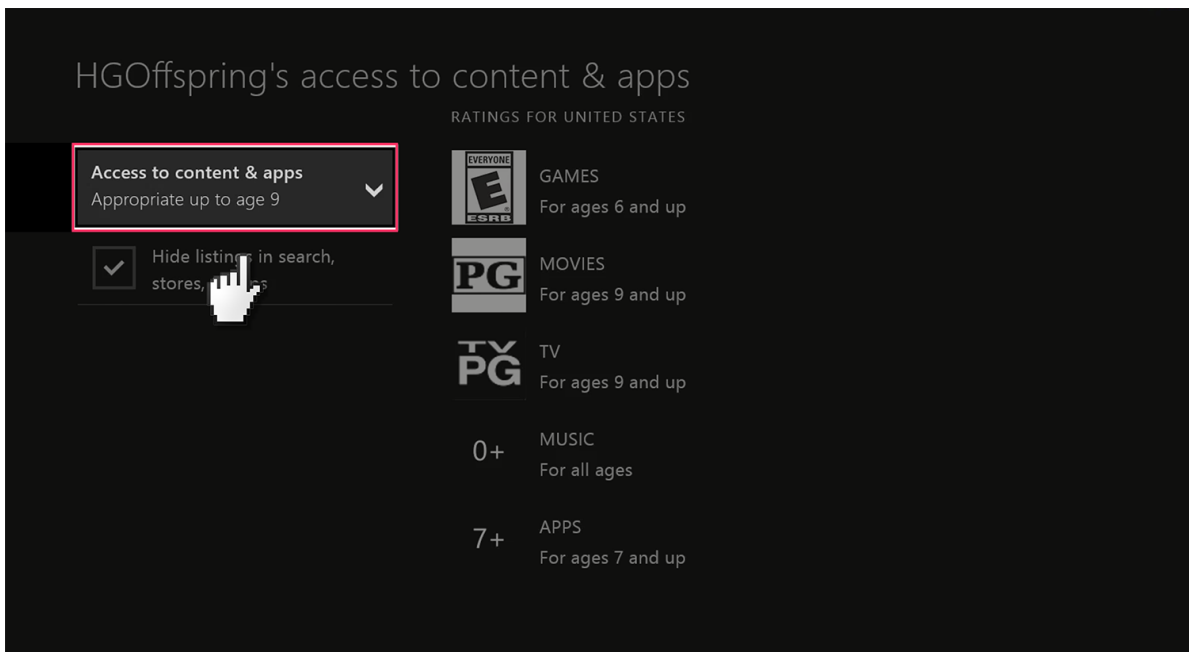 HGOffspring's access to content & apps
RATINGS FOR UNITED STATES
Access to content & apps
Appropriate up to age 9
Hide listings in search,
stores,
EVERYONE
E
ESRB
GAMES
For ages 6 and up
PG
MOVIES
For ages 9 and up
TV
PG
TV
For ages 9 and up
0+
MUSIC
For all ages
7+
APPS
For ages 7 and up